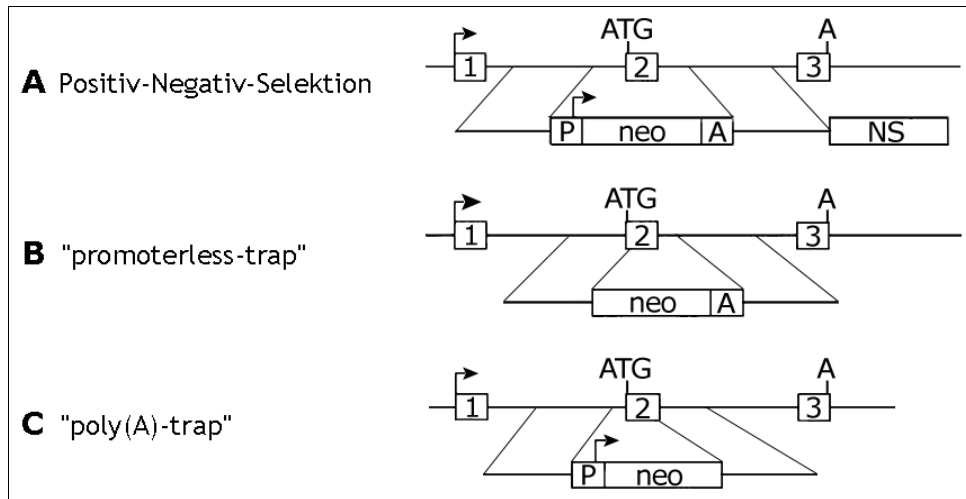 ATG A
1 2 3
A Positiv-Negativ-Selektion
P neo A NS
ATG A
1 2 3
B "promoterless-trap"
neo A
ATG A
1 2 3
C "poly(A)-trap"
P neo